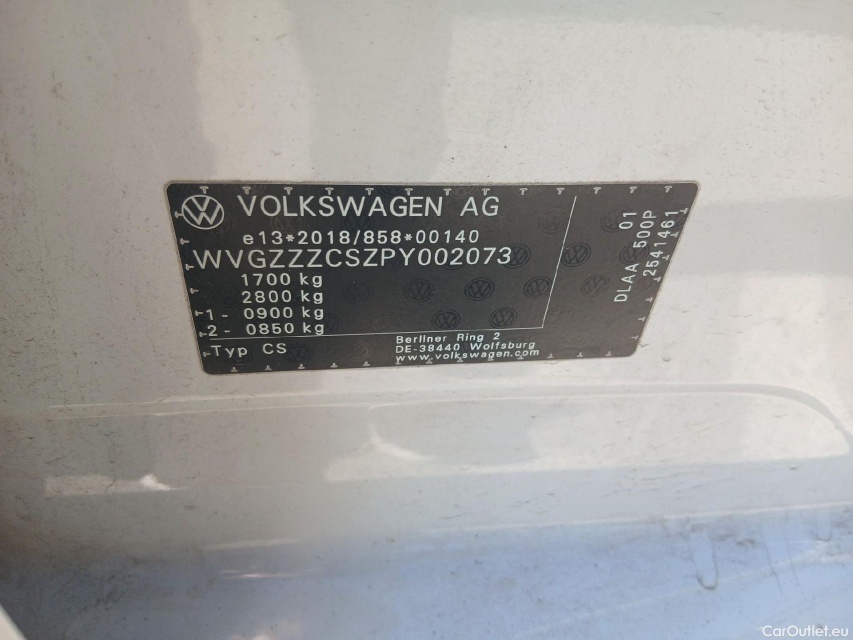 VOLKSWAGEN AG
e13*2018/858*00140
WVGZZZCSZPY002073
1700 kg
2800 kg
1 - 0900 kg
2 - 0850 kg
Typ CS
Berliner Ring 2
DE-38440 Wolfsburg
www.volkswagen.com
01
DLAA 500P
2541461
CarOutlet.eu